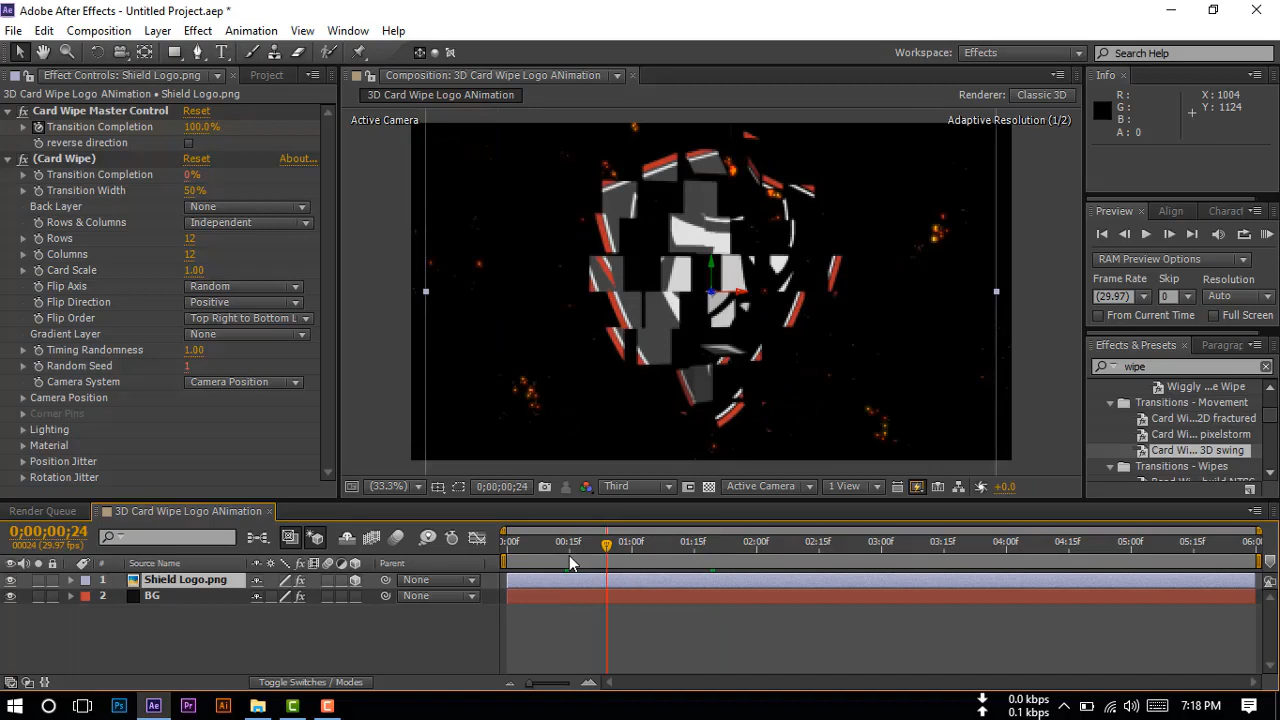 Adobe After Effects - Untitled Project.aep *
File Edit Composition Layer Effect Animation View Window Help
Workspace: Effects Search Help
Effect Controls: Shield Logo.png Project
3D Card Wipe Logo ANimation • Shield Logo.png
Card Wipe Master Control Reset
Transition Completion 100.0%
reverse direction
(Card Wipe) Reset About...
Transition Completion 0%
Transition Width 50%
Back Layer None
Rows & Columns Independent
Rows 12
Columns 12
Card Scale 1.00
Flip Axis Random
Flip Direction Positive
Flip Order Top Right to Bottom L
Gradient Layer None
Timing Randomness 1.00
Random Seed 1
Camera System Camera Position
Camera Position
Corner Pins
Lighting
Material
Position Jitter
Rotation Jitter
Composition: 3D Card Wipe Logo ANimation
3D Card Wipe Logo ANimation Renderer: Classic 3D
Active Camera Adaptive Resolution (1/2)
(33.3%) 0;00;00;24 Third Active Camera 1 View +0.0
Info
R: X: 1004
G: Y: 1124
B:
A: 0
Preview Align Charact
RAM Preview Options
Frame Rate Skip Resolution
(29.97) 0 Auto
From Current Time Full Screen
Effects & Presets Paragrap
wipe
Wiggly ...e Wipe
Transitions - Movement
Card Wi...2D fractured
Card Wi... pixelstorm
Card Wi... 3D swing
Transitions - Wipes
Render Queue 3D Card Wipe Logo ANimation
0;00;00;24
00024 (29.97 fps)
:00f 00:15f 01:00f 01:15f 02:00f 02:15f 03:00f 03:15f 04:00f 04:15f 05:00f 05:15f 06:0
# Source Name Parent
1 Shield Logo.png None
2 BG None
Toggle Switches / Modes
Ps Ae Pr Ai C C
0.0 kbps
0.1 kbps
7:18 PM